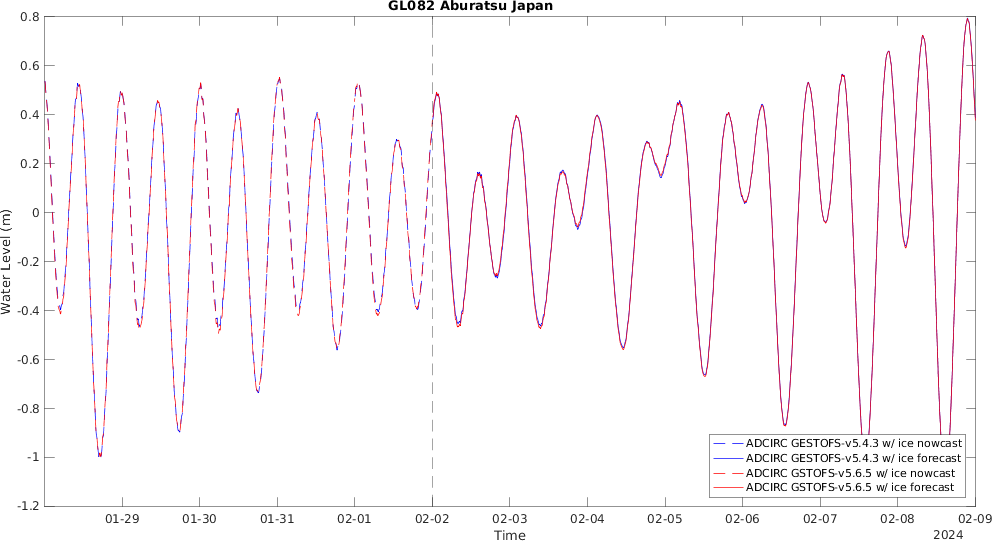 GL082 Aburatsu Japan
0.8
0.6
0.4
0.2
0
-0.2
-0.4
-0.6
-0.8
-1
-1.2
Water Level (m)
01-29 01-30 01-31 02-01 02-02 02-03 02-04 02-05 02-06 02-07 02-08 02-09
Time
2024
ADCIRC GESTOFS-v5.4.3 w/ ice nowcast
ADCIRC GESTOFS-v5.4.3 w/ ice forecast
ADCIRC GSTOFS-v5.6.5 w/ ice nowcast
ADCIRC GSTOFS-v5.6.5 w/ ice forecast